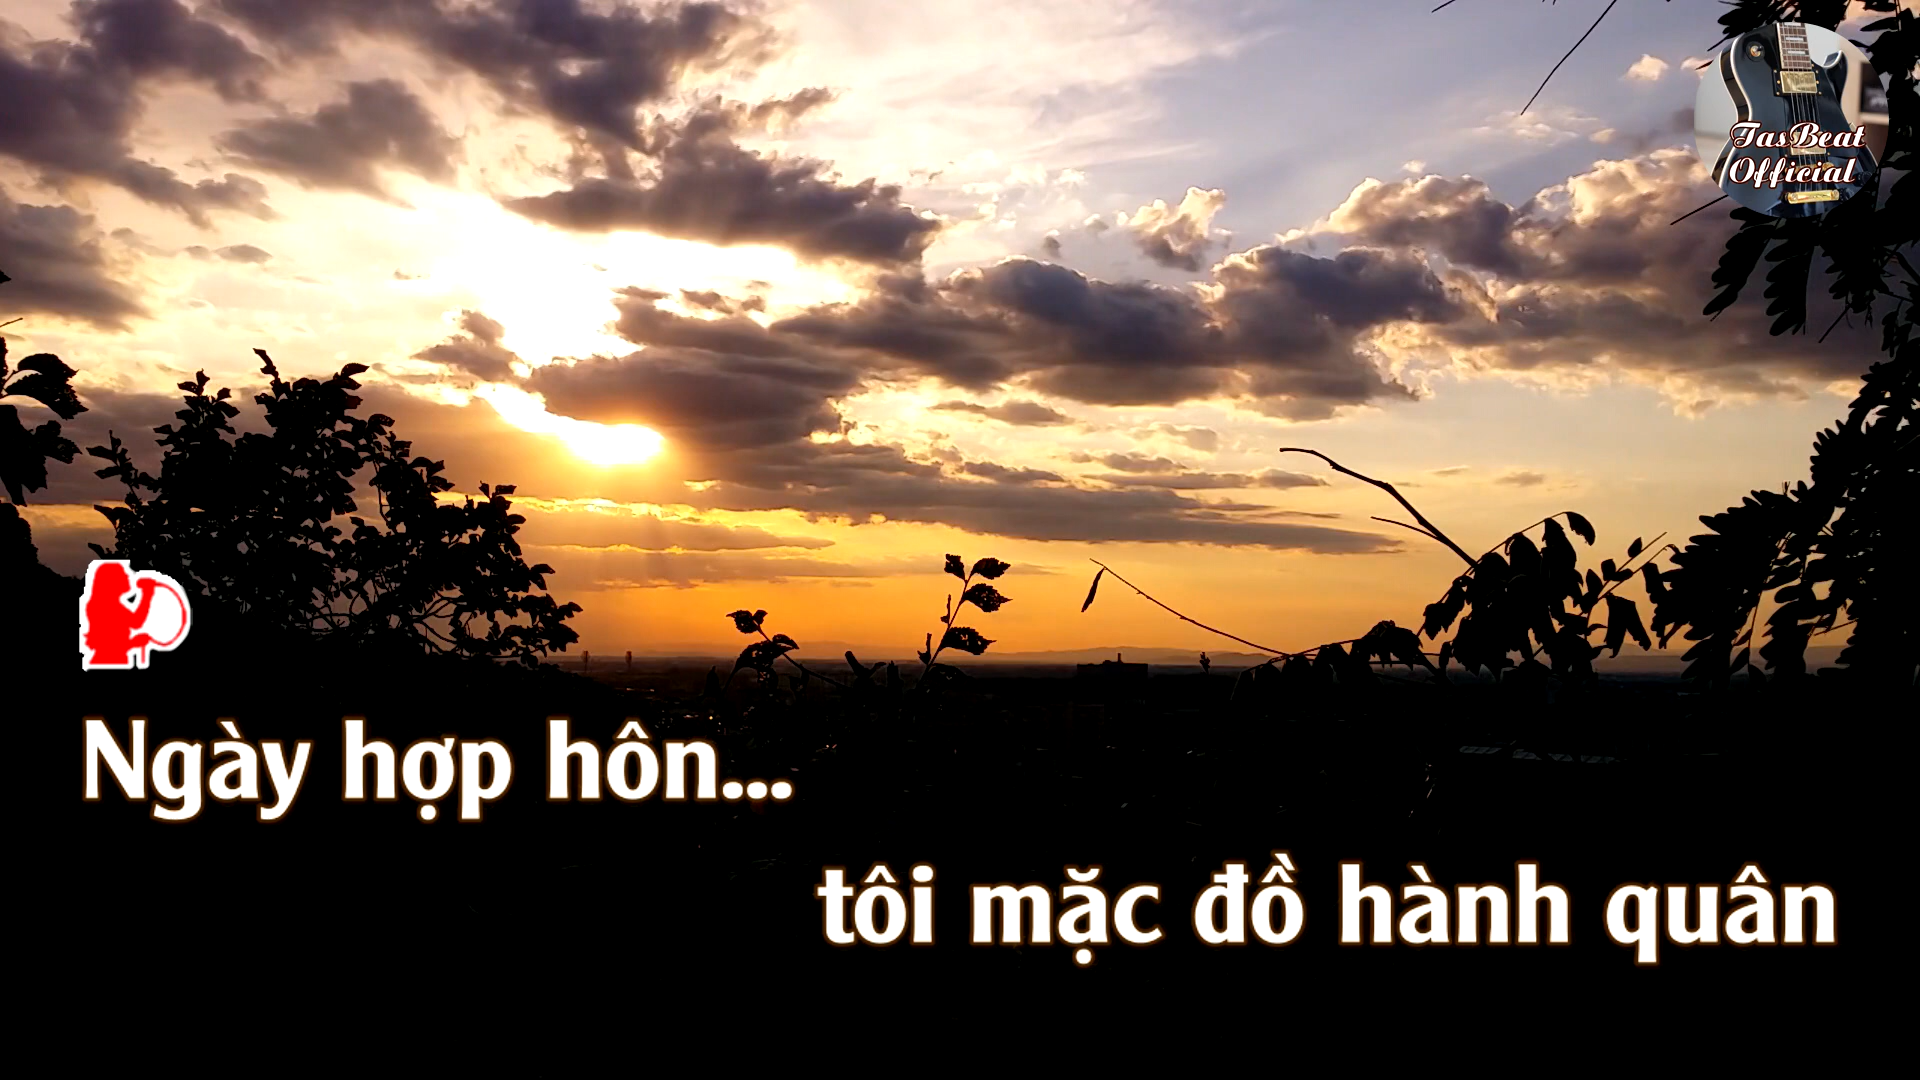 TasBeat
Official
Ngày hợp hôn...
tôi mặc đồ hành quân